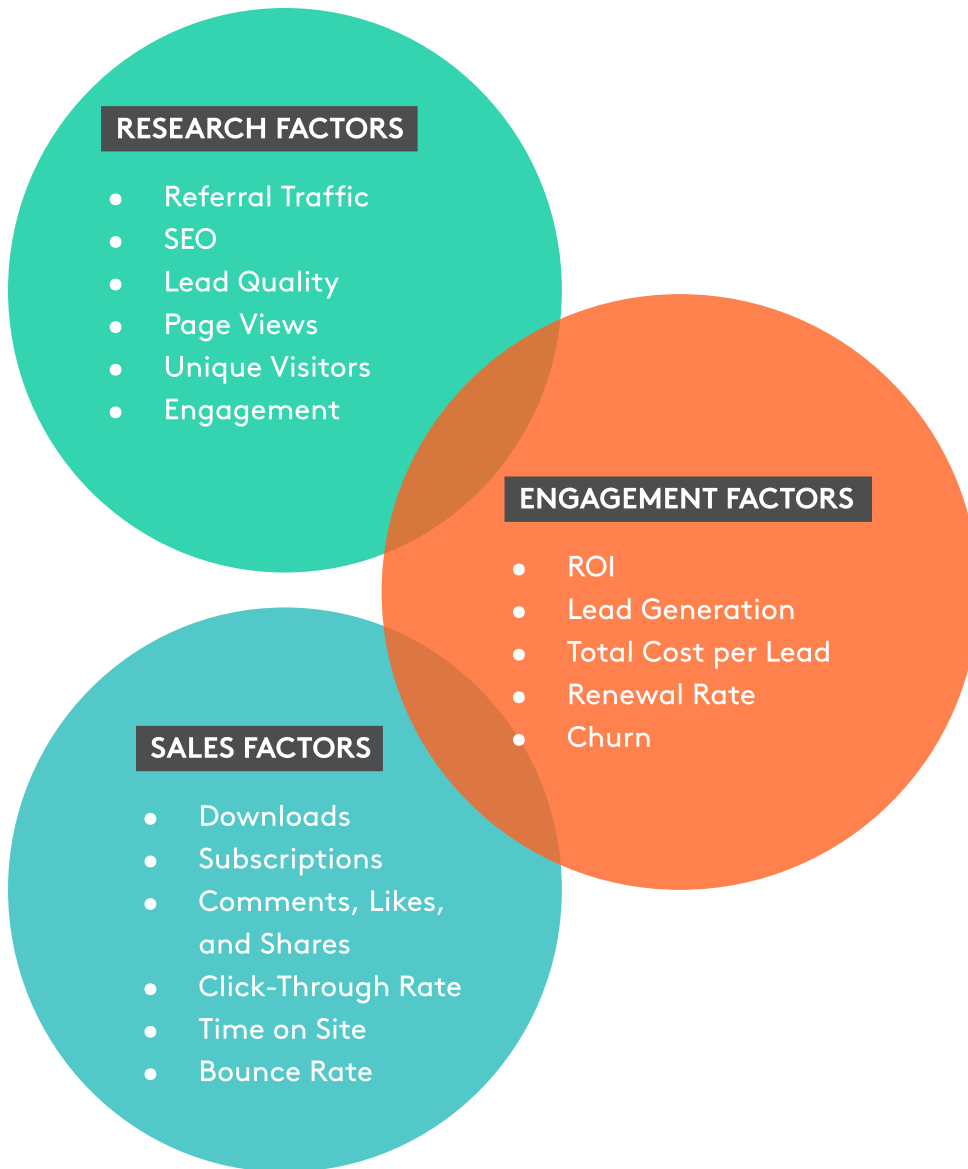 RESEARCH FACTORS
● Referral Traffic
● SEO
● Lead Quality
● Page Views
● Unique Visitors
● Engagement
ENGAGEMENT FACTORS
● ROI
● Lead Generation
● Total Cost per Lead
● Renewal Rate
● Churn
SALES FACTORS
● Downloads
● Subscriptions
● Comments, Likes,
and Shares
● Click-Through Rate
● Time on Site
● Bounce Rate